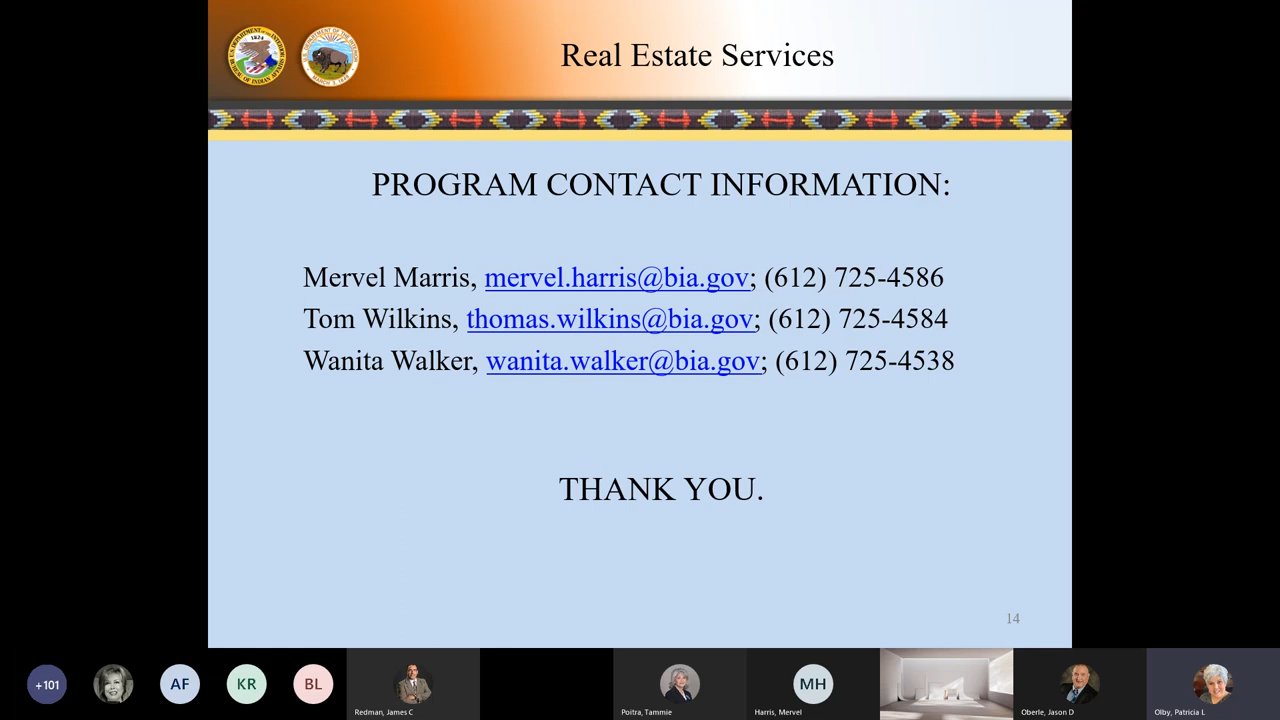 Real Estate Services
PROGRAM CONTACT INFORMATION:
Mervel Marris, mervel.harris@bia.gov; (612) 725-4586
Tom Wilkins, thomas.wilkins@bia.gov; (612) 725-4584
Wanita Walker, wanita.walker@bia.gov; (612) 725-4538
THANK YOU.
14
+101
AF
KR
BL
MH
Redman, James C
Poitra, Tammie
Harris, Mervel
Oberle, Jason D
Olby, Patricia L